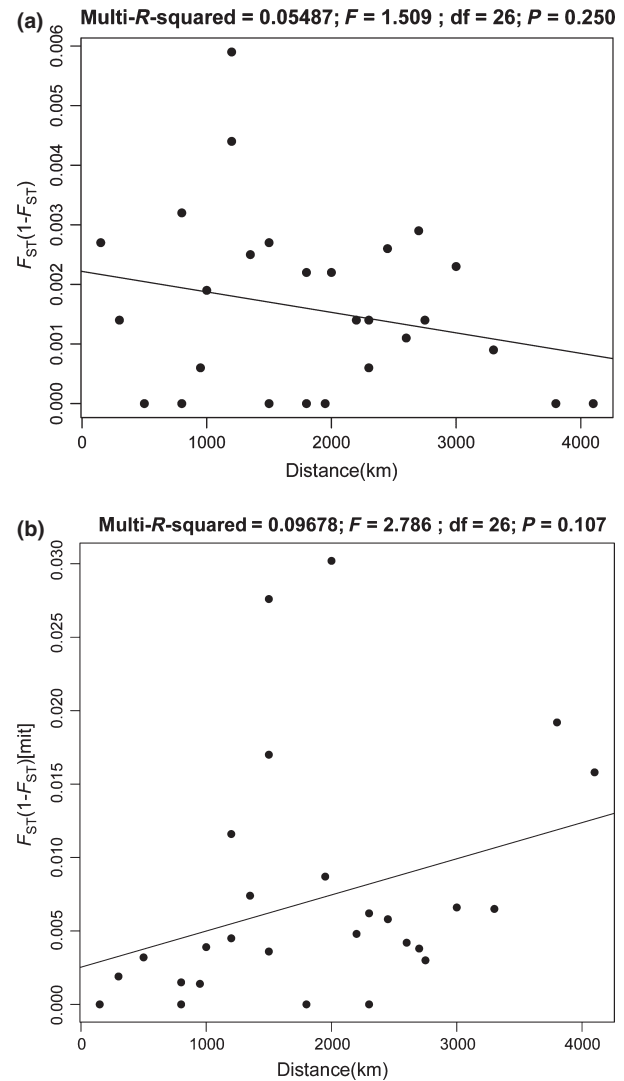 (a) Multi-R-squared = 0.05487; F = 1.509 ; df = 26; P = 0.250
0.006
0.005
0.004
0.003
0.002
0.001
0.000
FST(1-FST)
0 1000 2000 3000 4000
Distance(km)
(b) Multi-R-squared = 0.09678; F = 2.786 ; df = 26; P = 0.107
0.030
0.025
0.020
0.015
0.010
0.005
0.000
FST(1-FST)[mit]
0 1000 2000 3000 4000
Distance(km)